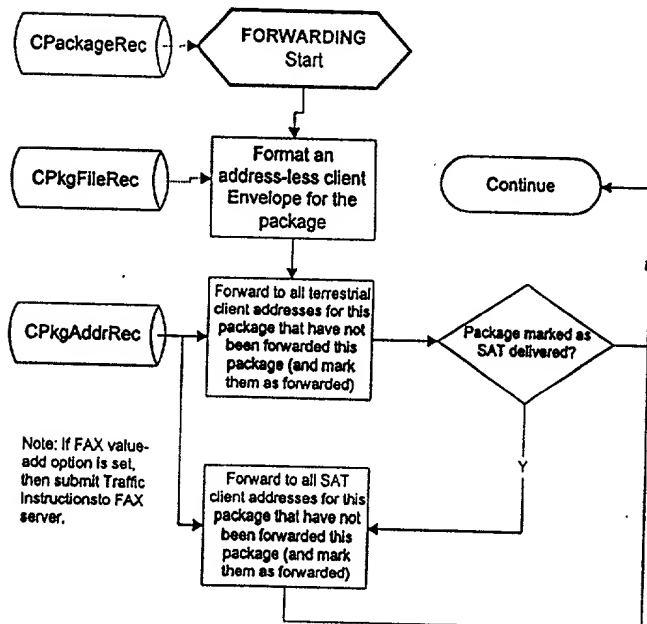 CPackageRec
FORWARDING
Start
CPkgFileRec
Format an
address-less client
Envelope for the
package
Continue
CPkgAddrRec
Forward to all terrestrial
client addresses for this
package that have not
been forwarded this
package (and mark
them as forwarded)
Package marked as
SAT delivered?
Y
Note: If FAX value-
add option is set,
then submit Traffic
Instructionsto FAX
server.
Forward to all SAT
client addresses for this
package that have not
been forwarded this
package (and mark
them as forwarded)